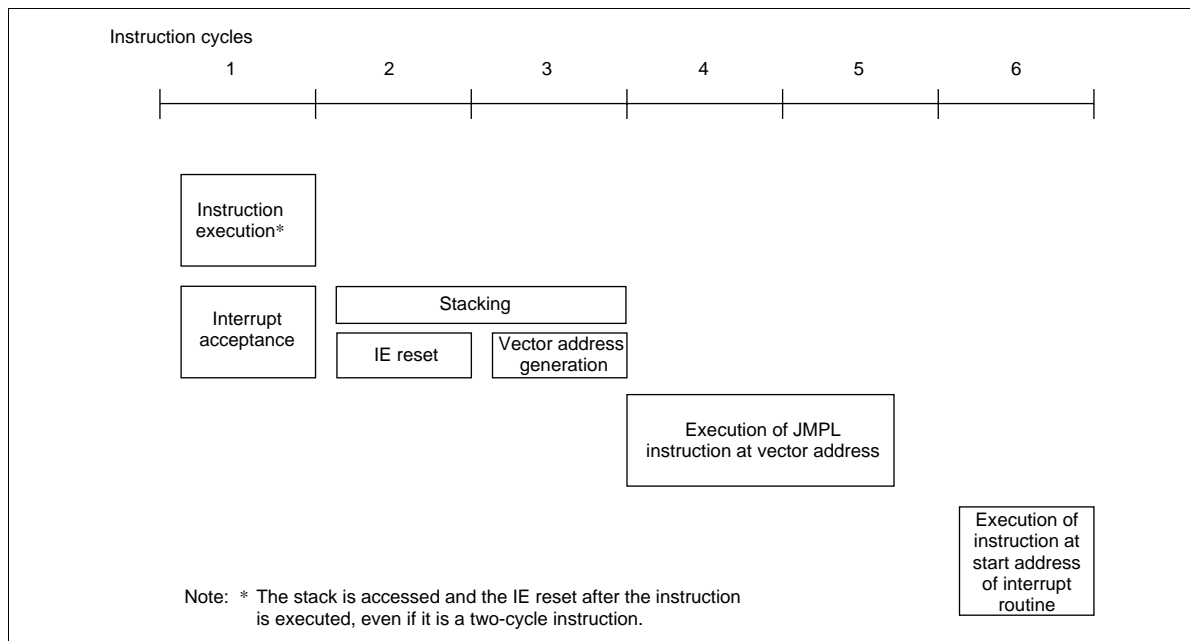 Instruction cycles
1 2 3 4 5 6
Instruction
execution*
Interrupt
acceptance
Stacking
IE reset
Vector address
generation
Execution of JMPL
instruction at vector address
Execution of
instruction at
start address
of interrupt
routine
Note: * The stack is accessed and the IE reset after the instruction
is executed, even if it is a two-cycle instruction.